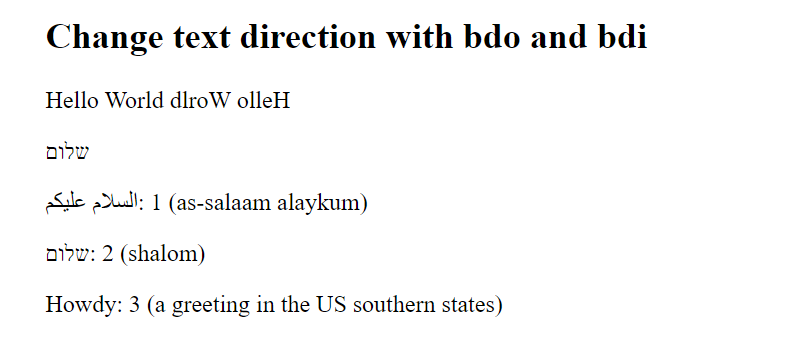 Change text direction with bdo and bdi
Hello World dlroW olleH
שלום
السلام عليكم: 1 (as-salaam alaykum)
שלום: 2 (shalom)
Howdy: 3 (a greeting in the US southern states)